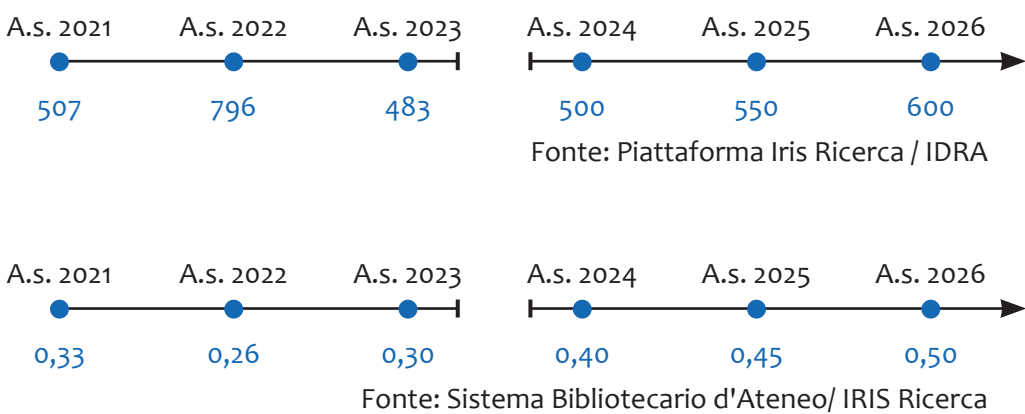 A.s. 2021 A.s. 2022 A.s. 2023 A.s. 2024 A.s. 2025 A.s. 2026
507 796 483 500 550 600
Fonte: Piattaforma Iris Ricerca / IDRA
A.s. 2021 A.s. 2022 A.s. 2023 A.s. 2024 A.s. 2025 A.s. 2026
0,33 0,26 0,30 0,40 0,45 0,50
Fonte: Sistema Bibliotecario d'Ateneo/ IRIS Ricerca